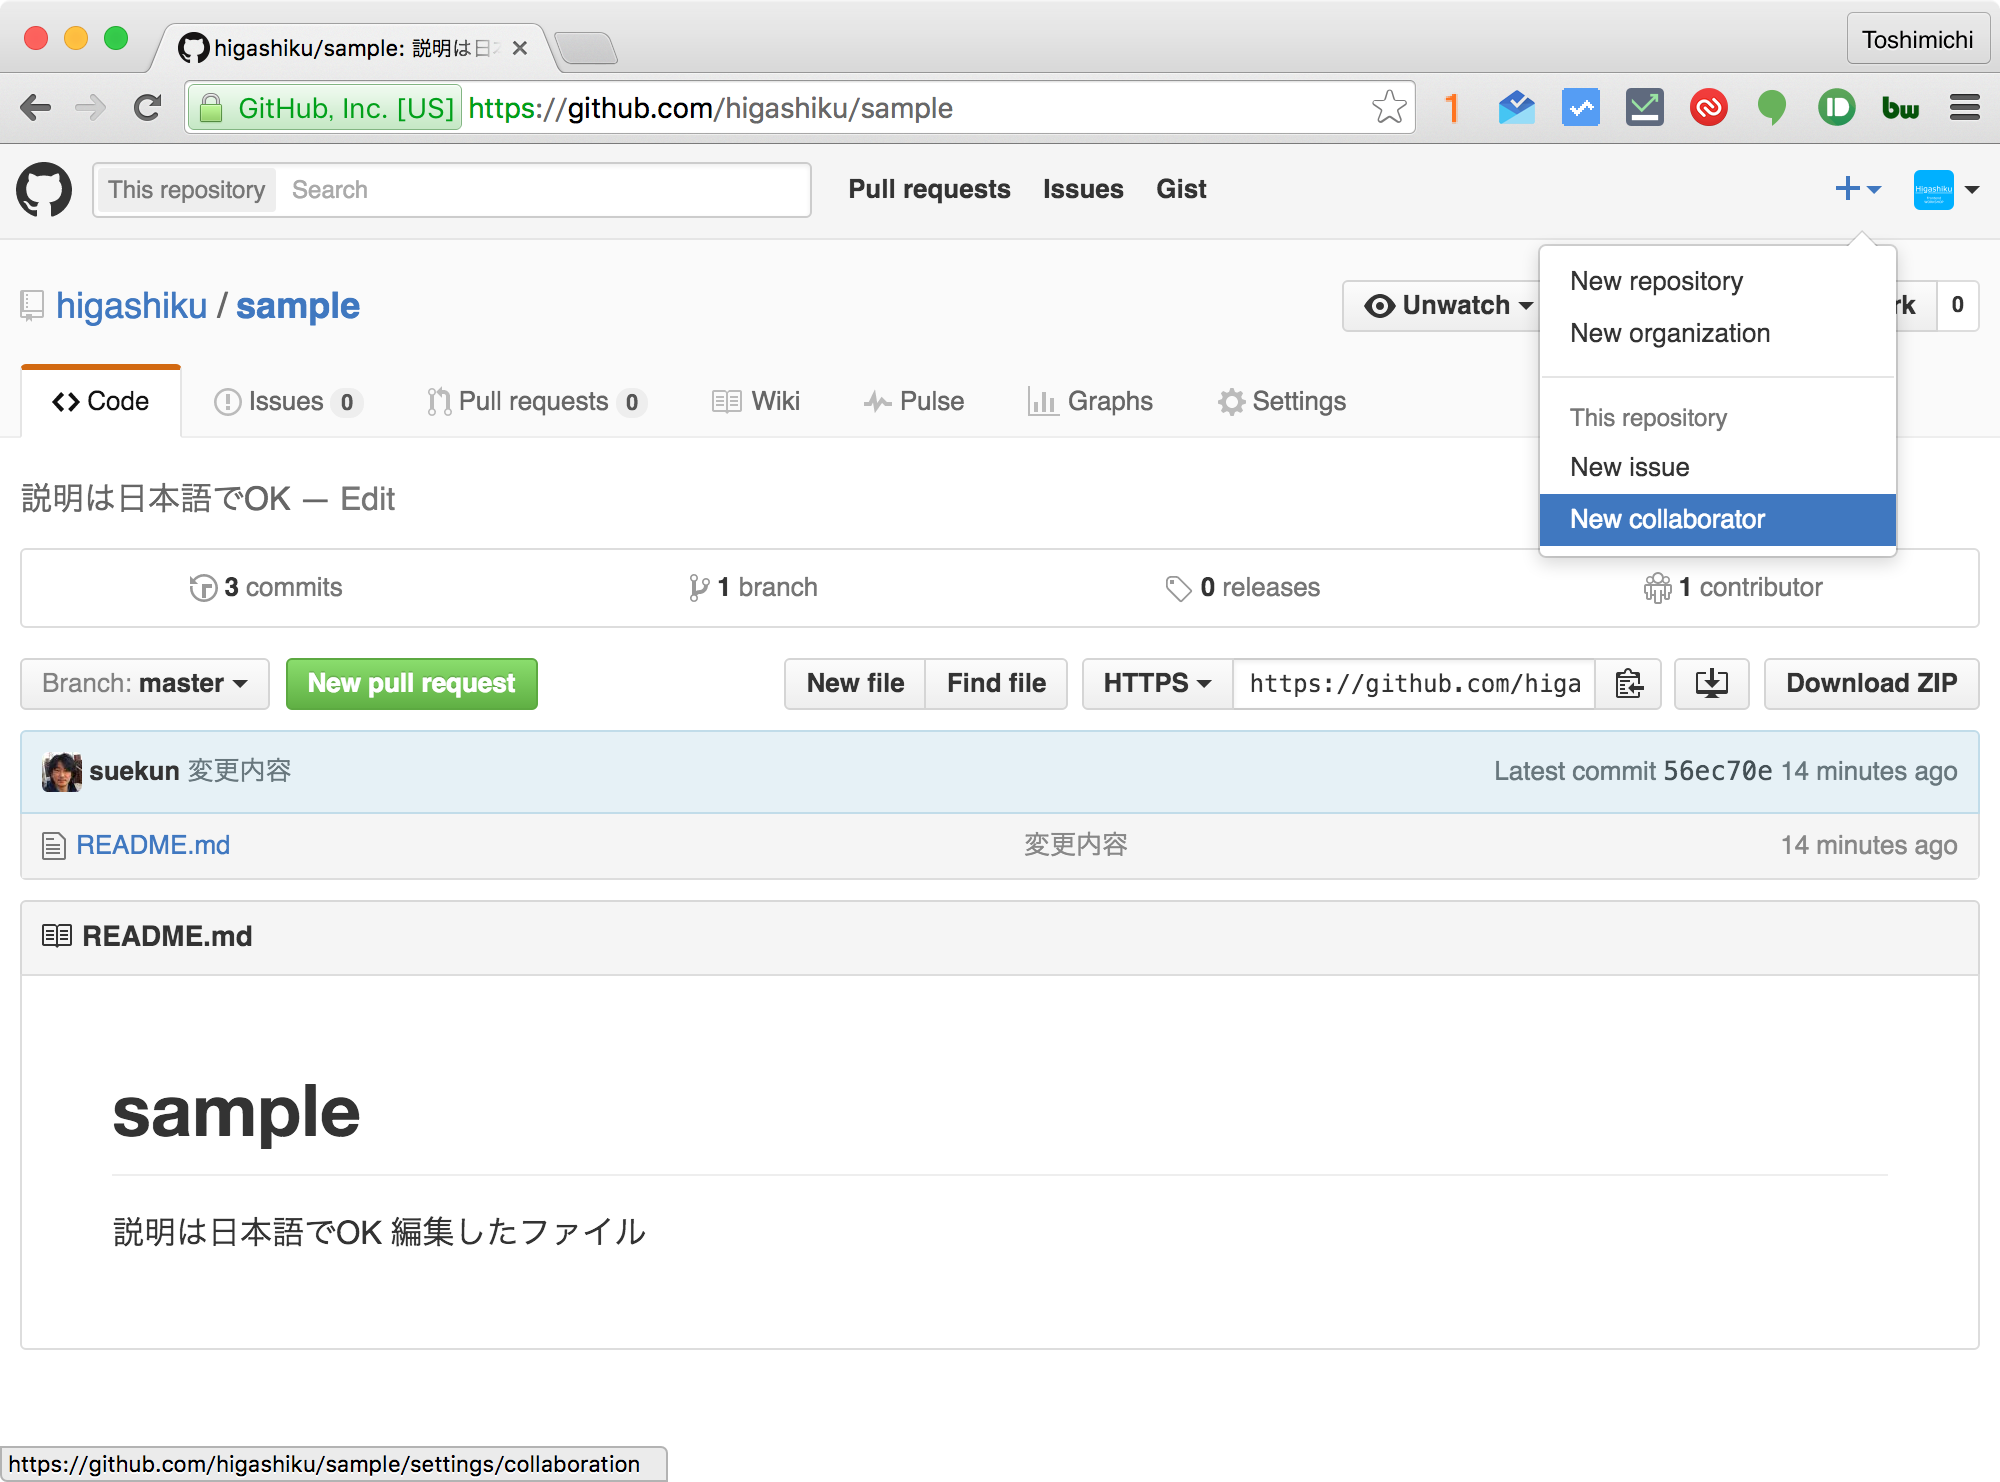 higashiku/sample: 説明は日
Toshimichi
GitHub, Inc. [US] https://github.com/higashiku/sample
1
bw
This repository Search Pull requests Issues Gist
Higashiku
higashiku / sample
Unwatch
rk 0
New repository
New organization
This repository
New issue
New collaborator
Code Issues 0 Pull requests 0 Wiki Pulse Graphs Settings
説明は日本語でOK — Edit
3 commits 1 branch 0 releases 1 contributor
Branch: master New pull request New file Find file HTTPS https://github.com/higa Download ZIP
suekun 変更内容 Latest commit 56ec70e 14 minutes ago
README.md 変更内容 14 minutes ago
README.md
sample
説明は日本語でOK 編集したファイル
https://github.com/higashiku/sample/settings/collaboration